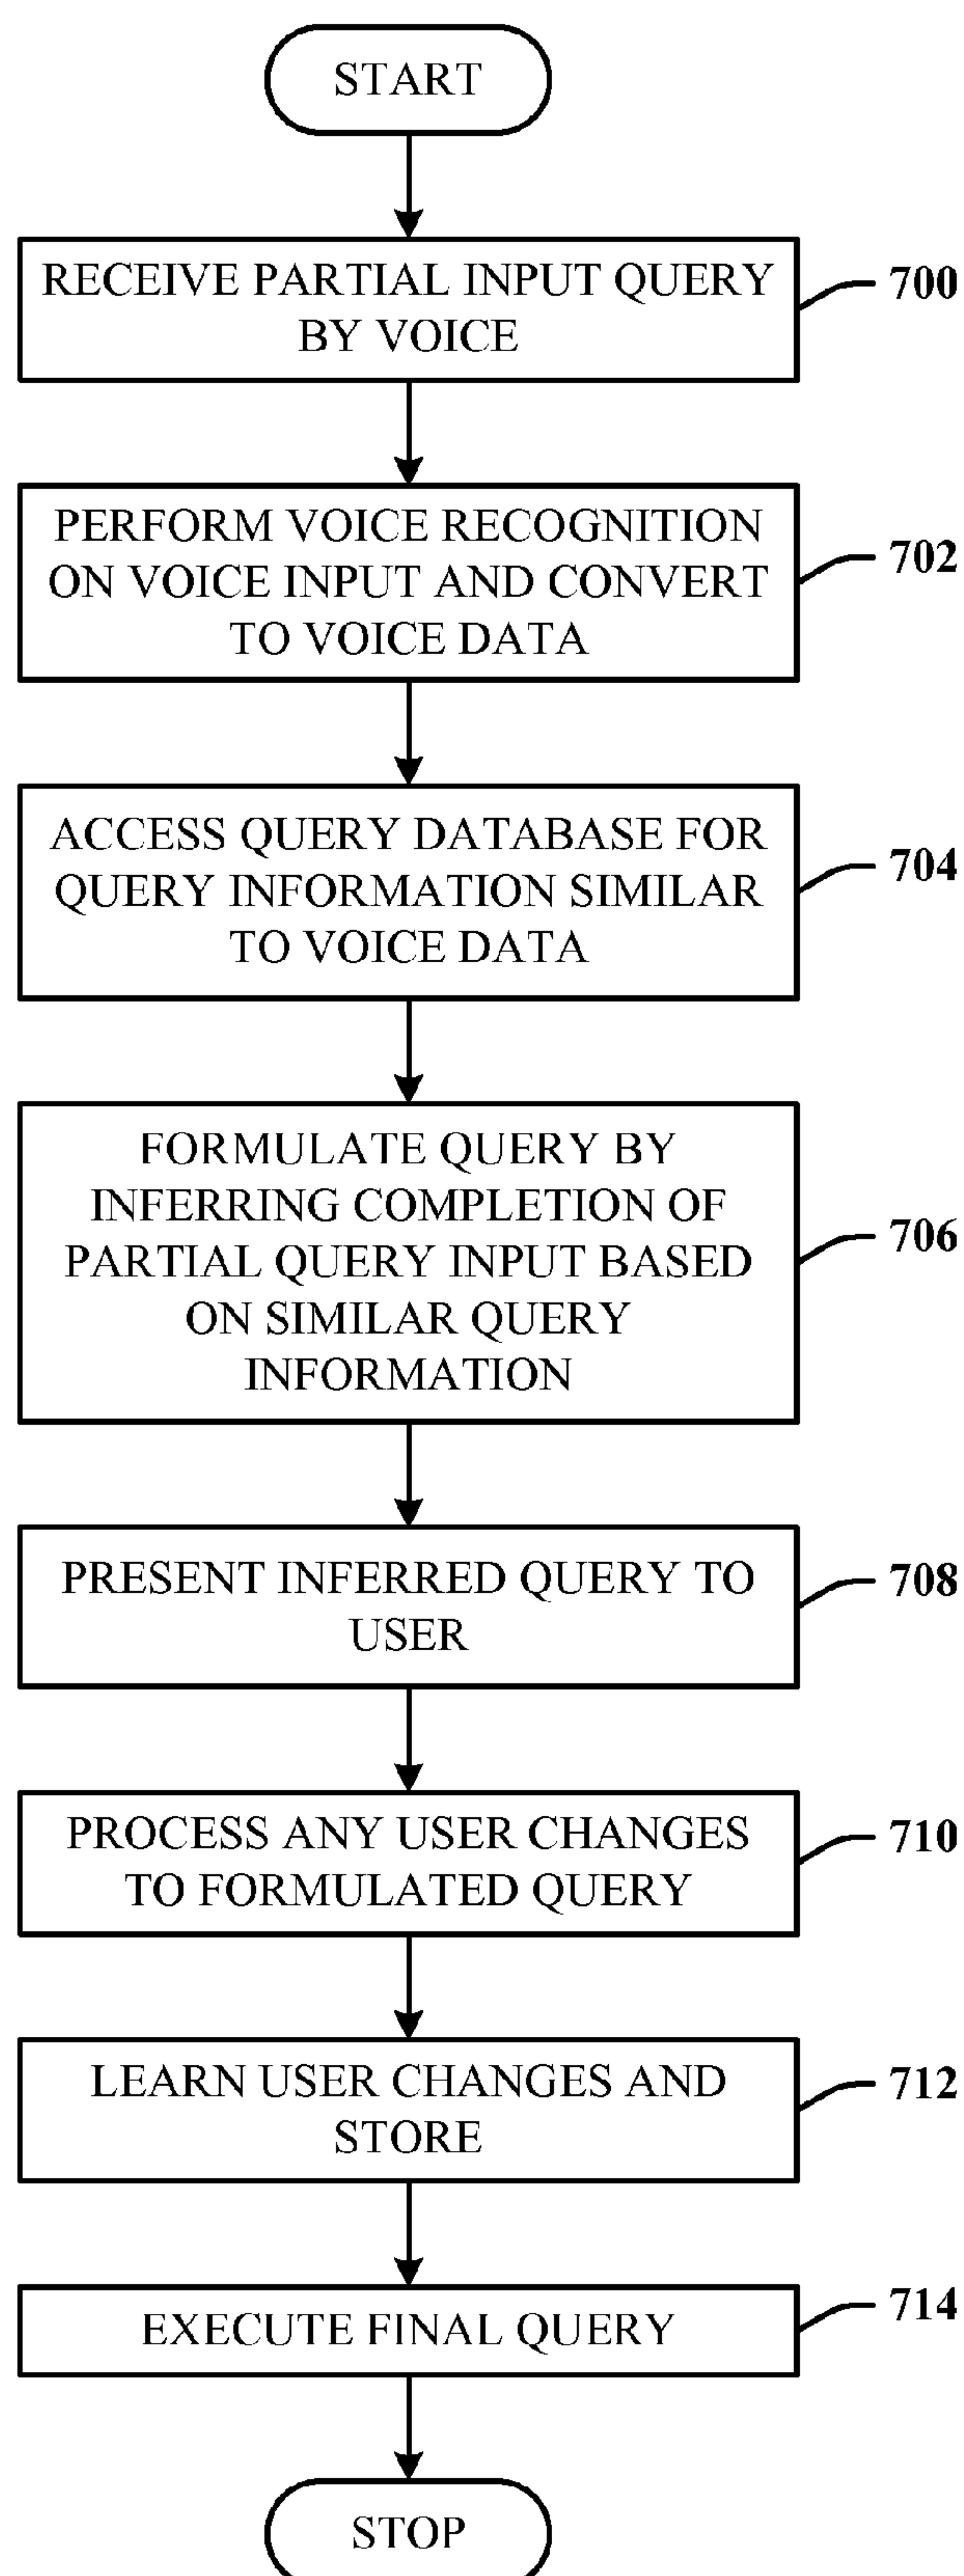 START
RECEIVE PARTIAL INPUT QUERY
BY VOICE
700
PERFORM VOICE RECOGNITION
ON VOICE INPUT AND CONVERT
TO VOICE DATA
702
ACCESS QUERY DATABASE FOR
QUERY INFORMATION SIMILAR
TO VOICE DATA
704
FORMULATE QUERY BY
INFERRING COMPLETION OF
PARTIAL QUERY INPUT BASED
ON SIMILAR QUERY
INFORMATION
706
PRESENT INFERRED QUERY TO
USER
708
PROCESS ANY USER CHANGES
TO FORMULATED QUERY
710
LEARN USER CHANGES AND
STORE
712
EXECUTE FINAL QUERY
714
STOP